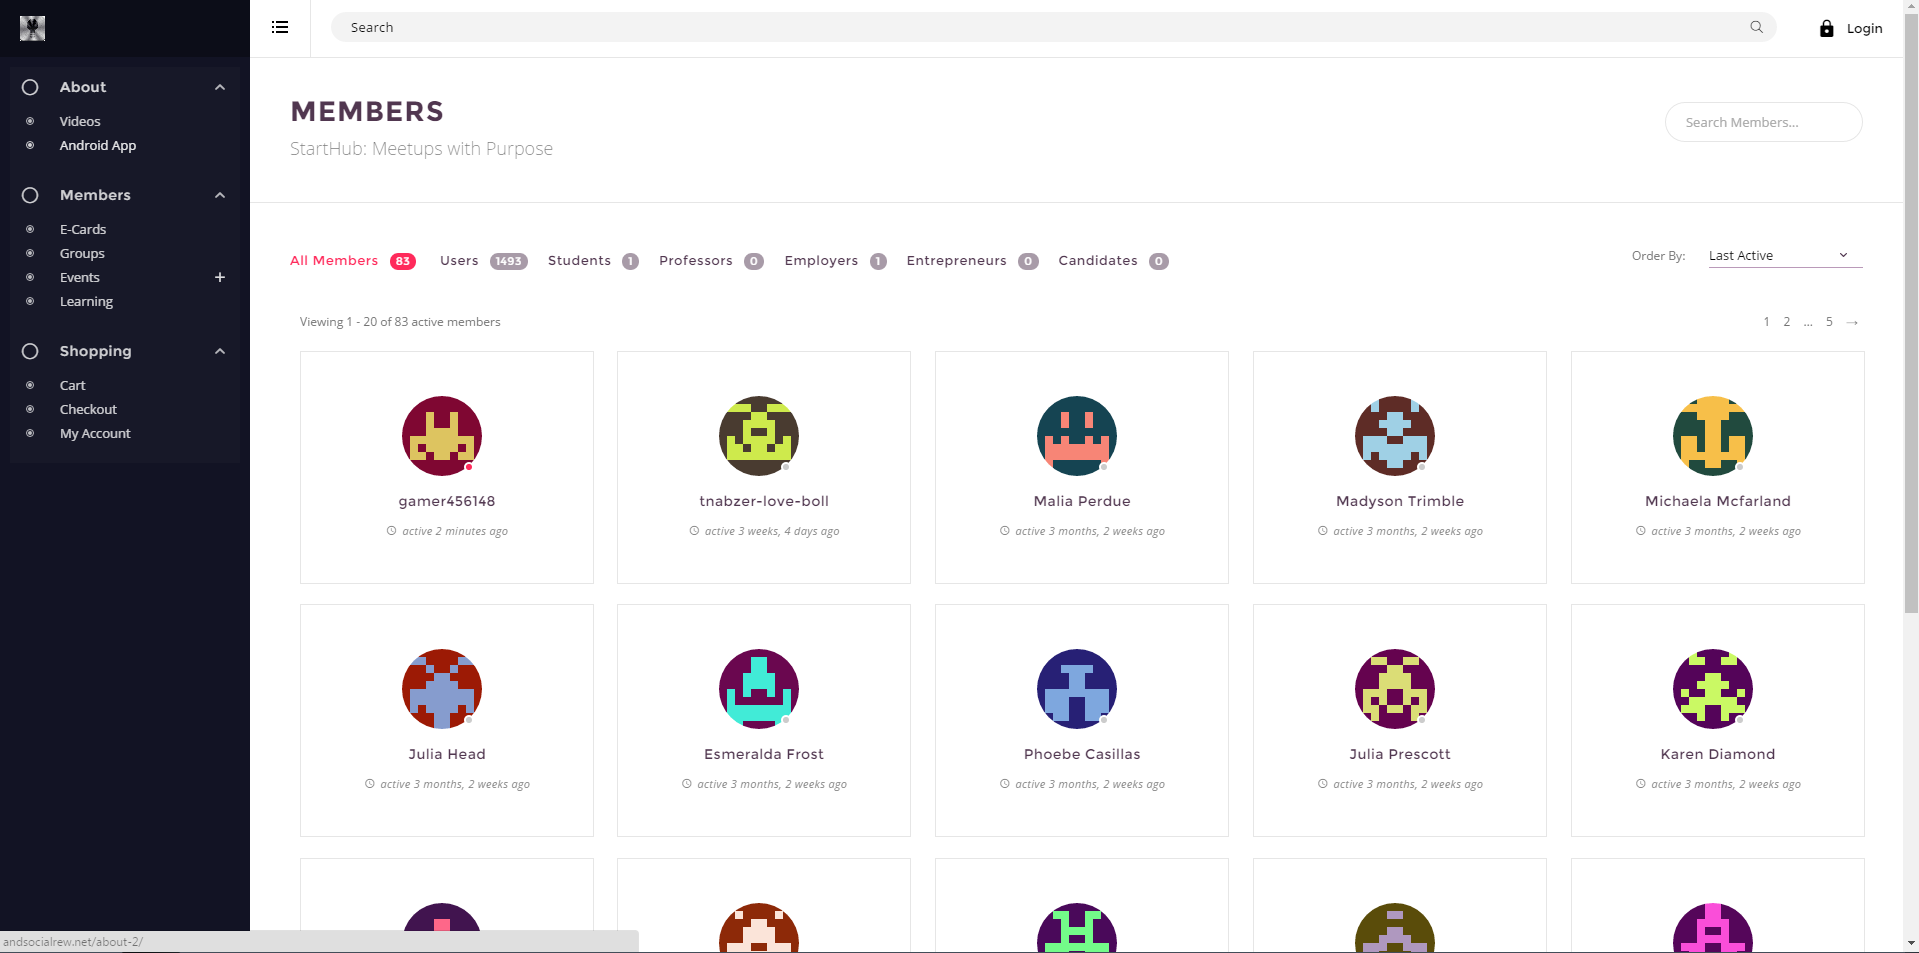 Search
Login
About
Videos
Android App
Members
E-Cards
Groups
Events
Learning
Shopping
Cart
Checkout
My Account
MEMBERS
StartHub: Meetups with Purpose
Search Members...
All Members 83 Users 1493 Students 1 Professors 0 Employers 1 Entrepreneurs 0 Candidates 0
Order By: Last Active
Viewing 1 - 20 of 83 active members
1 2 ... 5 →
gamer456148
active 2 minutes ago
tnabzer-love-boll
active 3 weeks, 4 days ago
Malia Perdue
active 3 months, 2 weeks ago
Madyson Trimble
active 3 months, 2 weeks ago
Michaela Mcfarland
active 3 months, 2 weeks ago
Julia Head
active 3 months, 2 weeks ago
Esmeralda Frost
active 3 months, 2 weeks ago
Phoebe Casillas
active 3 months, 2 weeks ago
Julia Prescott
active 3 months, 2 weeks ago
Karen Diamond
active 3 months, 2 weeks ago
andsocialrew.net/about-2/